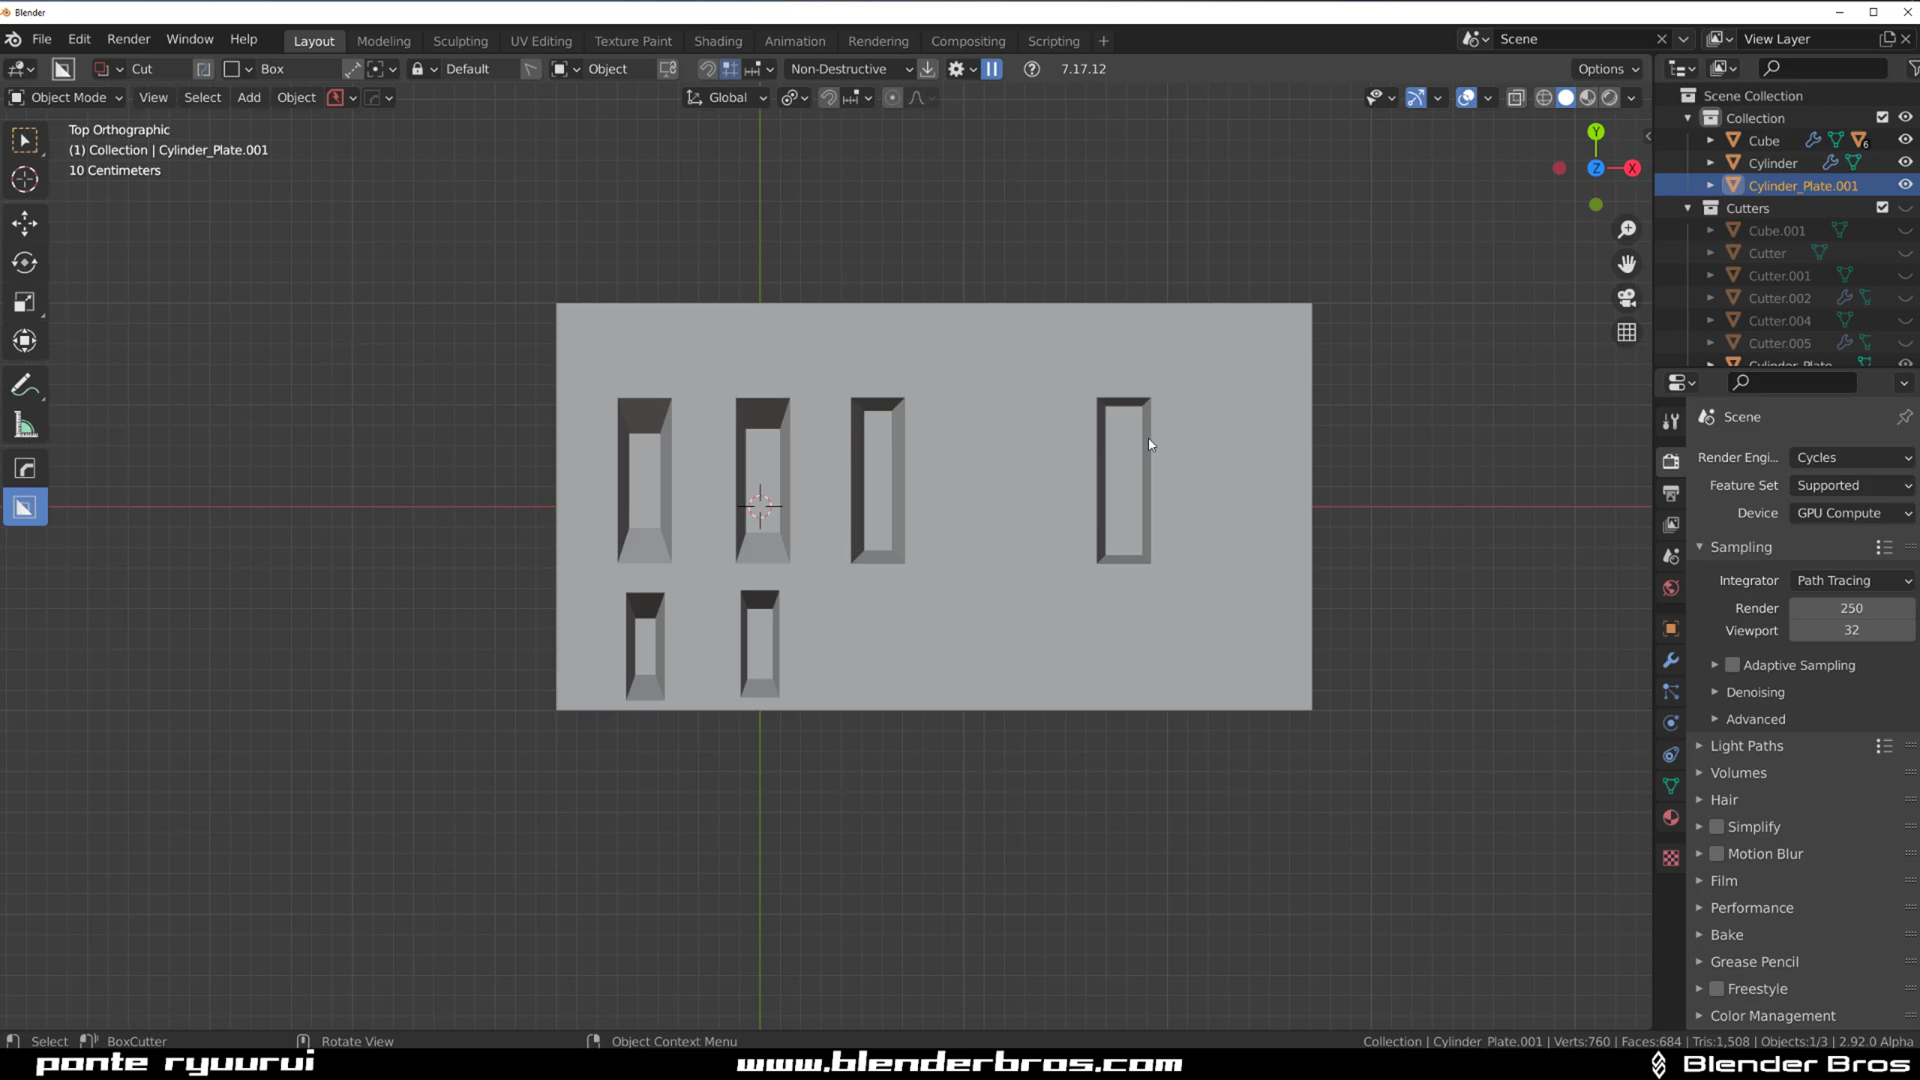 Blender
File Edit Render Window Help Layout Modeling Sculpting UV Editing Texture Paint Shading Animation Rendering Compositing Scripting + Scene View Layer
Cut Box Default Object Non-Destructive 7.17.12 Options
Object Mode View Select Add Object Global
Top Orthographic
(1) Collection | Cylinder_Plate.001
10 Centimeters
Y
Z
X
Scene Collection
Collection
Cube 6
Cylinder
Cylinder_Plate.001
Cutters
Cube.001
Cutter
Cutter.001
Cutter.002
Cutter.004
Cutter.005
Cylinder_Plate
Scene
Render Engi... Cycles
Feature Set Supported
Device GPU Compute
Sampling
Integrator Path Tracing
Render 250
Viewport 32
Adaptive Sampling
Denoising
Advanced
Light Paths
Volumes
Hair
Simplify
Motion Blur
Film
Performance
Bake
Grease Pencil
Freestyle
Color Management
Select BoxCutter Rotate View Object Context Menu Collection | Cylinder_Plate.001 | Verts:760 | Faces:684 | Tris:1,508 | Objects:1/3 | 2.92.0 Alpha
ponte ryuurui www.blenderbros.com Blender Bros